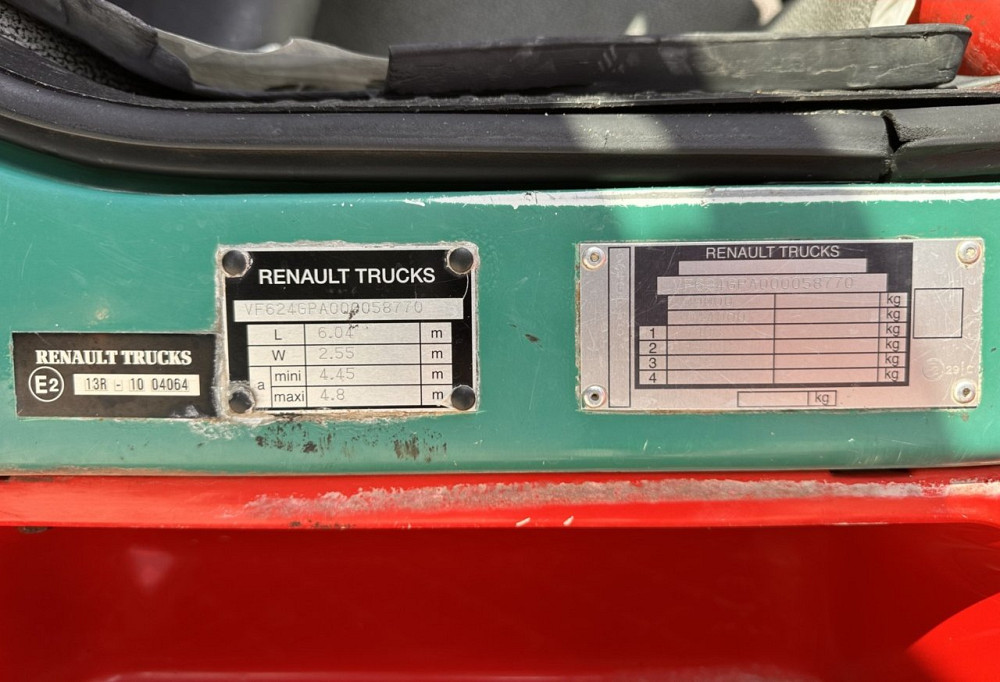 RENAULT TRUCKS
E2
13R - 10 04064
RENAULT TRUCKS
VF624GPA000058770
L 6.04 m
W 2.55 m
a mini 4.45 m
maxi 4.8 m
RENAULT TRUCKS
VF624GPA000058770
kg
kg
1 kg
2 kg
3 kg
4 kg
kg